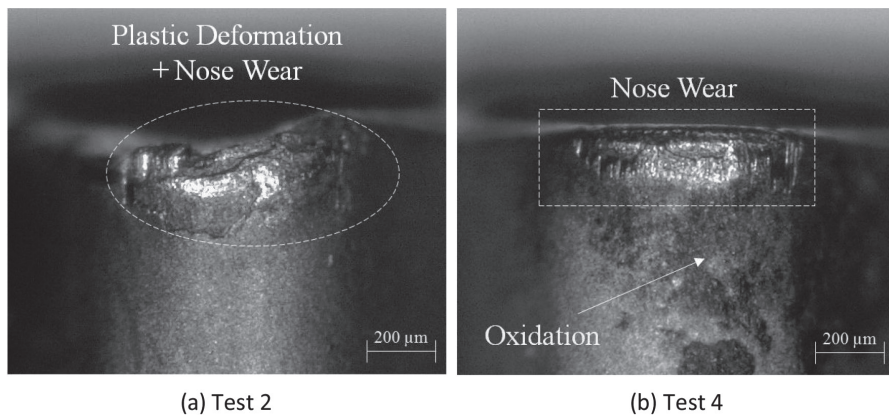 Plastic Deformation
+ Nose Wear
200 μm
(a) Test 2
Nose Wear
Oxidation
200 μm
(b) Test 4